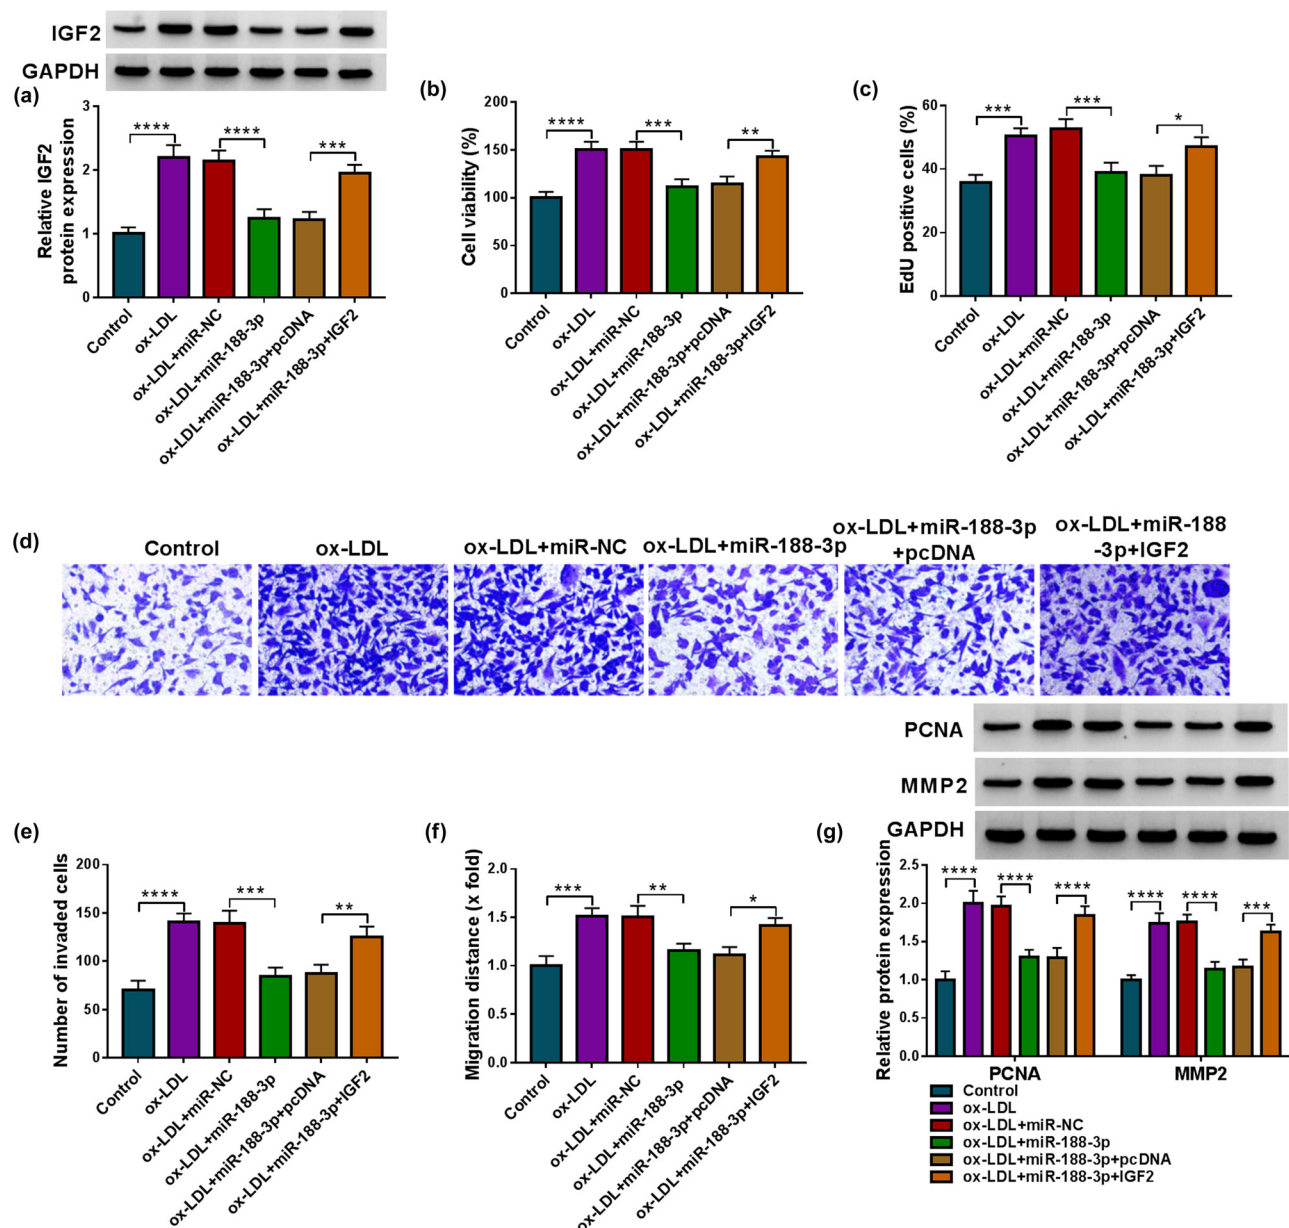 IGF2
GAPDH
(a)
Relative IGF2
protein expression
3
2
1
0
****
****
***
Control
ox-LDL
ox-LDL+miR-NC
ox-LDL+miR-188-3p
ox-LDL+miR-188-3p+pcDNA
ox-LDL+miR-188-3p+IGF2
(b)
Cell viability (%)
200
150
100
50
0
****
***
**
Control
ox-LDL
ox-LDL+miR-NC
ox-LDL+miR-188-3p
ox-LDL+miR-188-3p+pcDNA
ox-LDL+miR-188-3p+IGF2
(c)
EdU positive cells (%)
60
40
20
0
***
***
*
Control
ox-LDL
ox-LDL+miR-NC
ox-LDL+miR-188-3p
ox-LDL+miR-188-3p+pcDNA
ox-LDL+miR-188-3p+IGF2
(d)
Control
ox-LDL
ox-LDL+miR-NC
ox-LDL+miR-188-3p
ox-LDL+miR-188-3p
+pcDNA
ox-LDL+miR-188
-3p+IGF2
(e)
Number of invaded cells
200
150
100
50
0
****
***
**
Control
ox-LDL
ox-LDL+miR-NC
ox-LDL+miR-188-3p
ox-LDL+miR-188-3p+pcDNA
ox-LDL+miR-188-3p+IGF2
(f)
Migration distance (x fold)
2.0
1.5
1.0
0.5
0.0
***
**
*
Control
ox-LDL
ox-LDL+miR-NC
ox-LDL+miR-188-3p
ox-LDL+miR-188-3p+pcDNA
ox-LDL+miR-188-3p+IGF2
PCNA
MMP2
GAPDH
(g)
Relative protein expression
2.5
2.0
1.5
1.0
0.5
0.0
****
****
****
****
****
***
PCNA
MMP2
Control
ox-LDL
ox-LDL+miR-NC
ox-LDL+miR-188-3p
ox-LDL+miR-188-3p+pcDNA
ox-LDL+miR-188-3p+IGF2